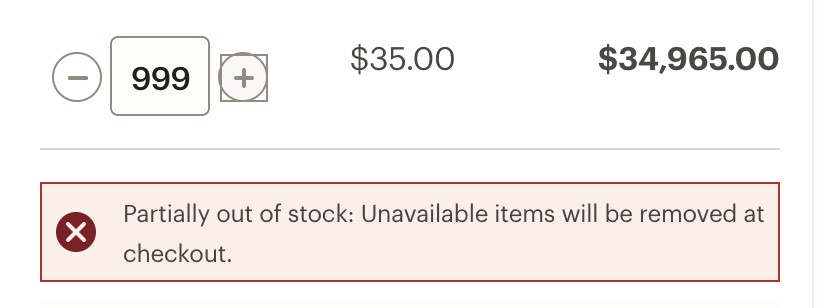 999 $35.00 $34,965.00
Partially out of stock: Unavailable items will be removed at
checkout.